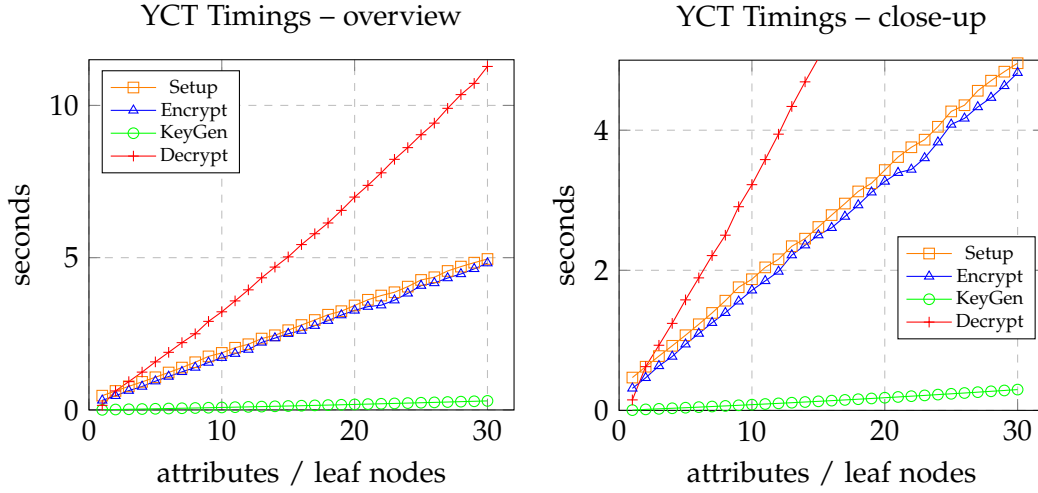 YCT Timings – overview
10
5
0
0
10
20
30
Setup
Encrypt
KeyGen
Decrypt
seconds
attributes / leaf nodes
YCT Timings – close-up
4
2
0
0
10
20
30
Setup
Encrypt
KeyGen
Decrypt
seconds
attributes / leaf nodes